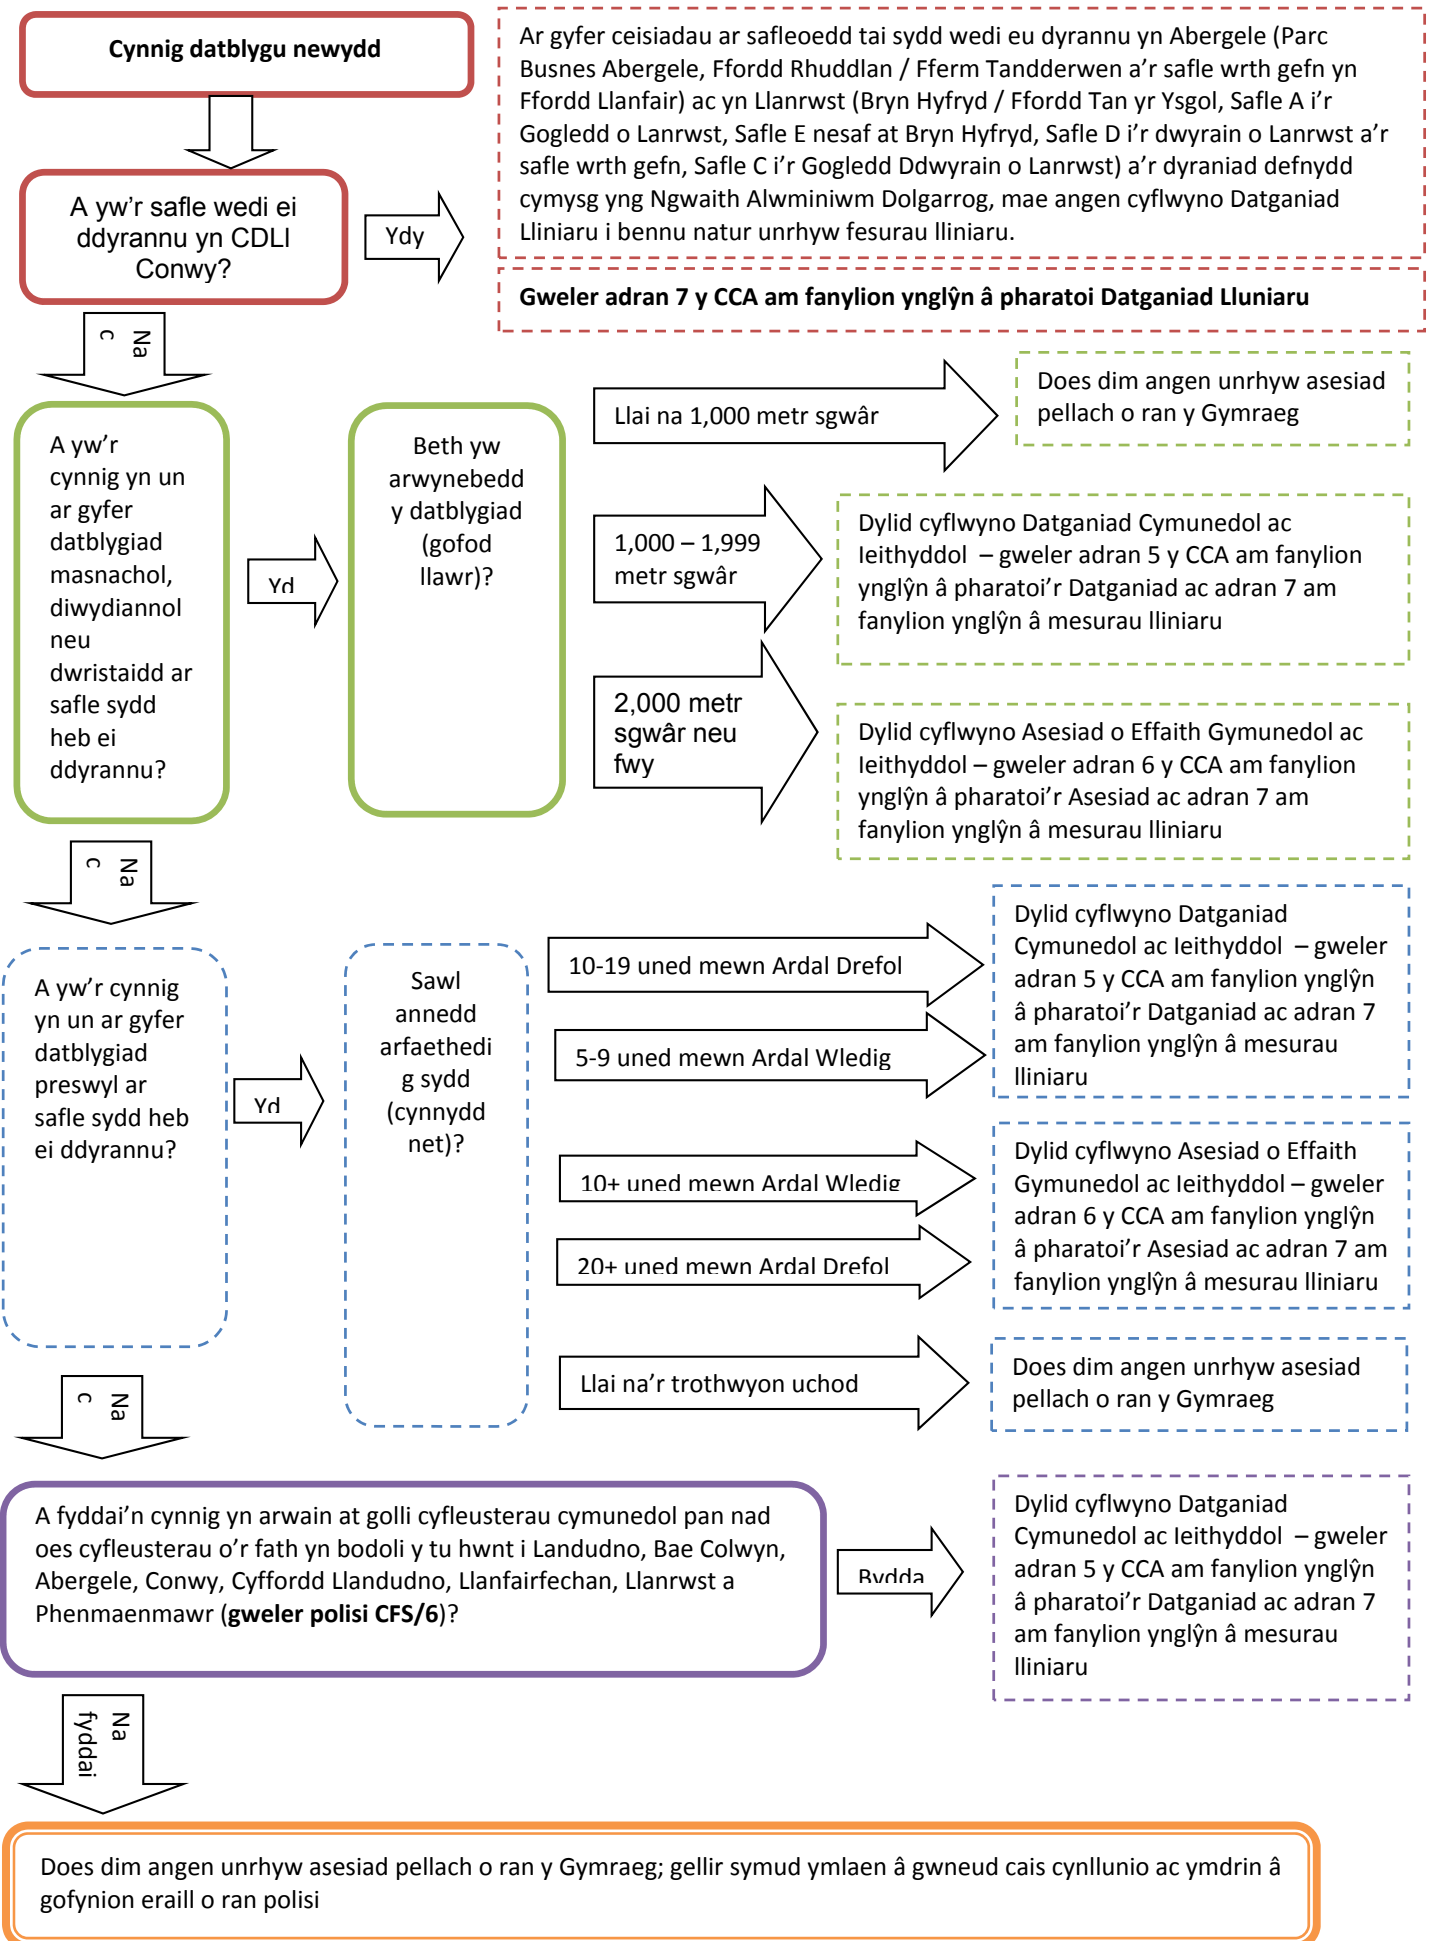 Cynnig datblygu newydd
Ar gyfer ceisiadau ar safleoedd tai sydd wedi eu dyrannu yn Abergele (Parc
Busnes Abergele, Ffordd Rhuddlan / Fferm Tandderwen a'r safle wrth gefn yn
Ffordd Llanfair) ac yn Llanrwst (Bryn Hyfryd / Ffordd Tan yr Ysgol, Safle A i'r
Gogledd o Lanrwst, Safle E nesaf at Bryn Hyfryd, Safle D i'r dwyrain o Lanrwst a'r
safle wrth gefn, Safle C i'r Gogledd Ddwyrain o Lanrwst) a'r dyraniad defnydd
cymysg yng Ngwaith Alwminiwm Dolgarrog, mae angen cyflwyno Datganiad
Lliniaru i bennu natur unrhyw fesurau lliniaru.
Gweler adran 7 y CCA am fanylion ynglŷn â pharatoi Datganiad Lluniaru
A yw'r safle wedi ei
ddyrannu yn CDLl
Conwy?
Ydy
Na
c
A yw'r
cynnig yn un
ar gyfer
datblygiad
masnachol,
diwydiannol
neu
dwristaidd ar
safle sydd
heb ei
ddyrannu?
Yd
Beth yw
arwynebedd
y datblygiad
(gofod
llawr)?
Llai na 1,000 metr sgwâr
Does dim angen unrhyw asesiad
pellach o ran y Gymraeg
1,000 – 1,999
metr sgwâr
Dylid cyflwyno Datganiad Cymunedol ac
Ieithyddol – gweler adran 5 y CCA am fanylion
ynglŷn â pharatoi'r Datganiad ac adran 7 am
fanylion ynglŷn â mesurau lliniaru
2,000 metr
sgwâr neu
fwy
Dylid cyflwyno Asesiad o Effaith Gymunedol ac
Ieithyddol – gweler adran 6 y CCA am fanylion
ynglŷn â pharatoi'r Asesiad ac adran 7 am
fanylion ynglŷn â mesurau lliniaru
Na
c
A yw'r cynnig
yn un ar gyfer
datblygiad
preswyl ar
safle sydd heb
ei ddyrannu?
Yd
Sawl
annedd
arfaethedi
g sydd
(cynnydd
net)?
10-19 uned mewn Ardal Drefol
5-9 uned mewn Ardal Wledig
Dylid cyflwyno Datganiad
Cymunedol ac Ieithyddol – gweler
adran 5 y CCA am fanylion ynglŷn
â pharatoi'r Datganiad ac adran 7
am fanylion ynglŷn â mesurau
lliniaru
10+ uned mewn Ardal Wledig
20+ uned mewn Ardal Drefol
Dylid cyflwyno Asesiad o Effaith
Gymunedol ac Ieithyddol – gweler
adran 6 y CCA am fanylion ynglŷn
â pharatoi'r Asesiad ac adran 7 am
fanylion ynglŷn â mesurau lliniaru
Llai na'r trothwyon uchod
Does dim angen unrhyw asesiad
pellach o ran y Gymraeg
Na
c
A fyddai'n cynnig yn arwain at golli cyfleusterau cymunedol pan nad
oes cyfleusterau o'r fath yn bodoli y tu hwnt i Landudno, Bae Colwyn,
Abergele, Conwy, Cyffordd Llandudno, Llanfairfechan, Llanrwst a
Phenmaenmawr (gweler polisi CFS/6)?
Bydda
Dylid cyflwyno Datganiad
Cymunedol ac Ieithyddol – gweler
adran 5 y CCA am fanylion ynglŷn
â pharatoi'r Datganiad ac adran 7
am fanylion ynglŷn â mesurau
lliniaru
Na
fyddai
Does dim angen unrhyw asesiad pellach o ran y Gymraeg; gellir symud ymlaen â gwneud cais cynllunio ac ymdrin â
gofynion eraill o ran polisi